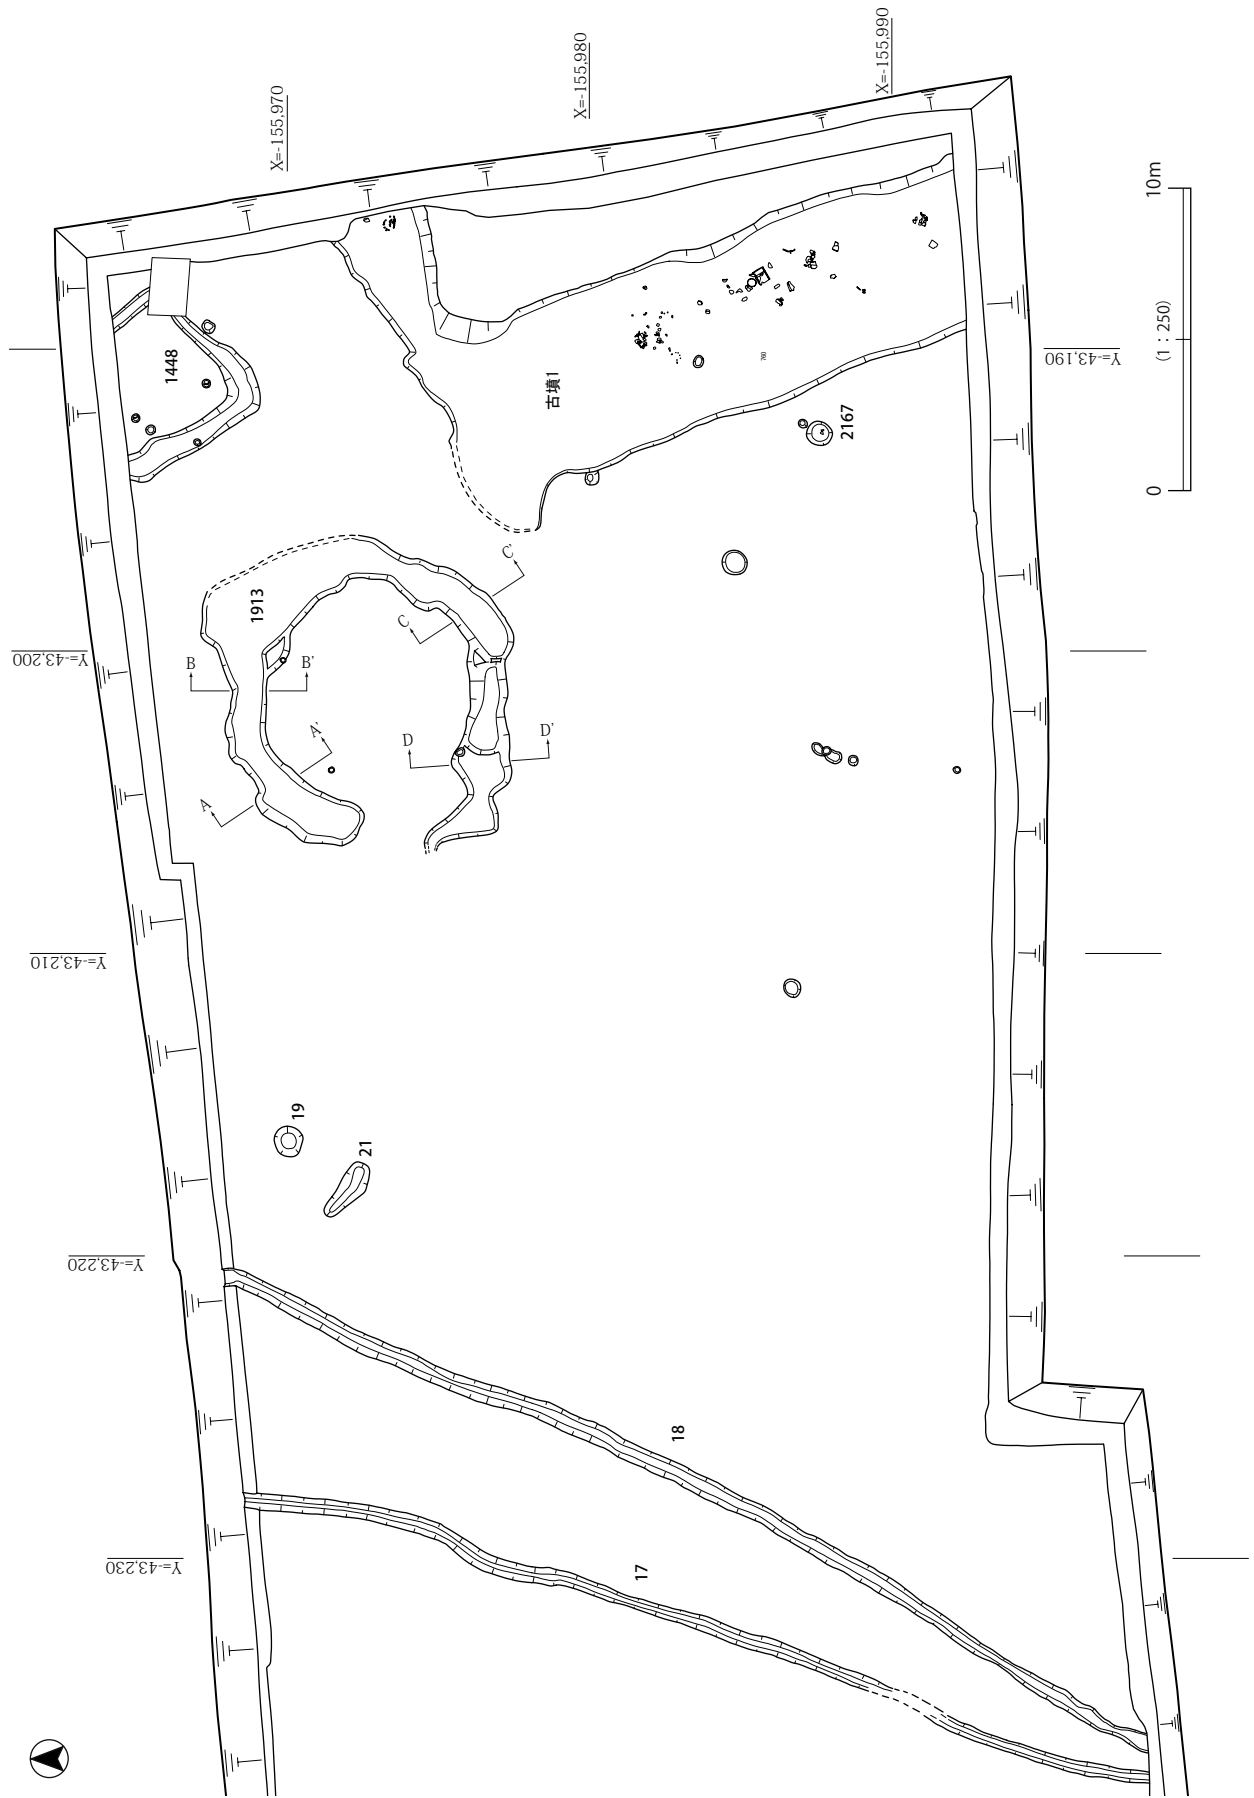 X=-155,970
X=-155,980
X=-155,990
10m
(1：250)
0
Y=-43,190
1448
古墳1
760
2167
C'
1913
C
B
B'
Y=-43,200
A'
D
D'
A
Y=-43,210
19
21
Y=-43,220
18
17
Y=-43,230